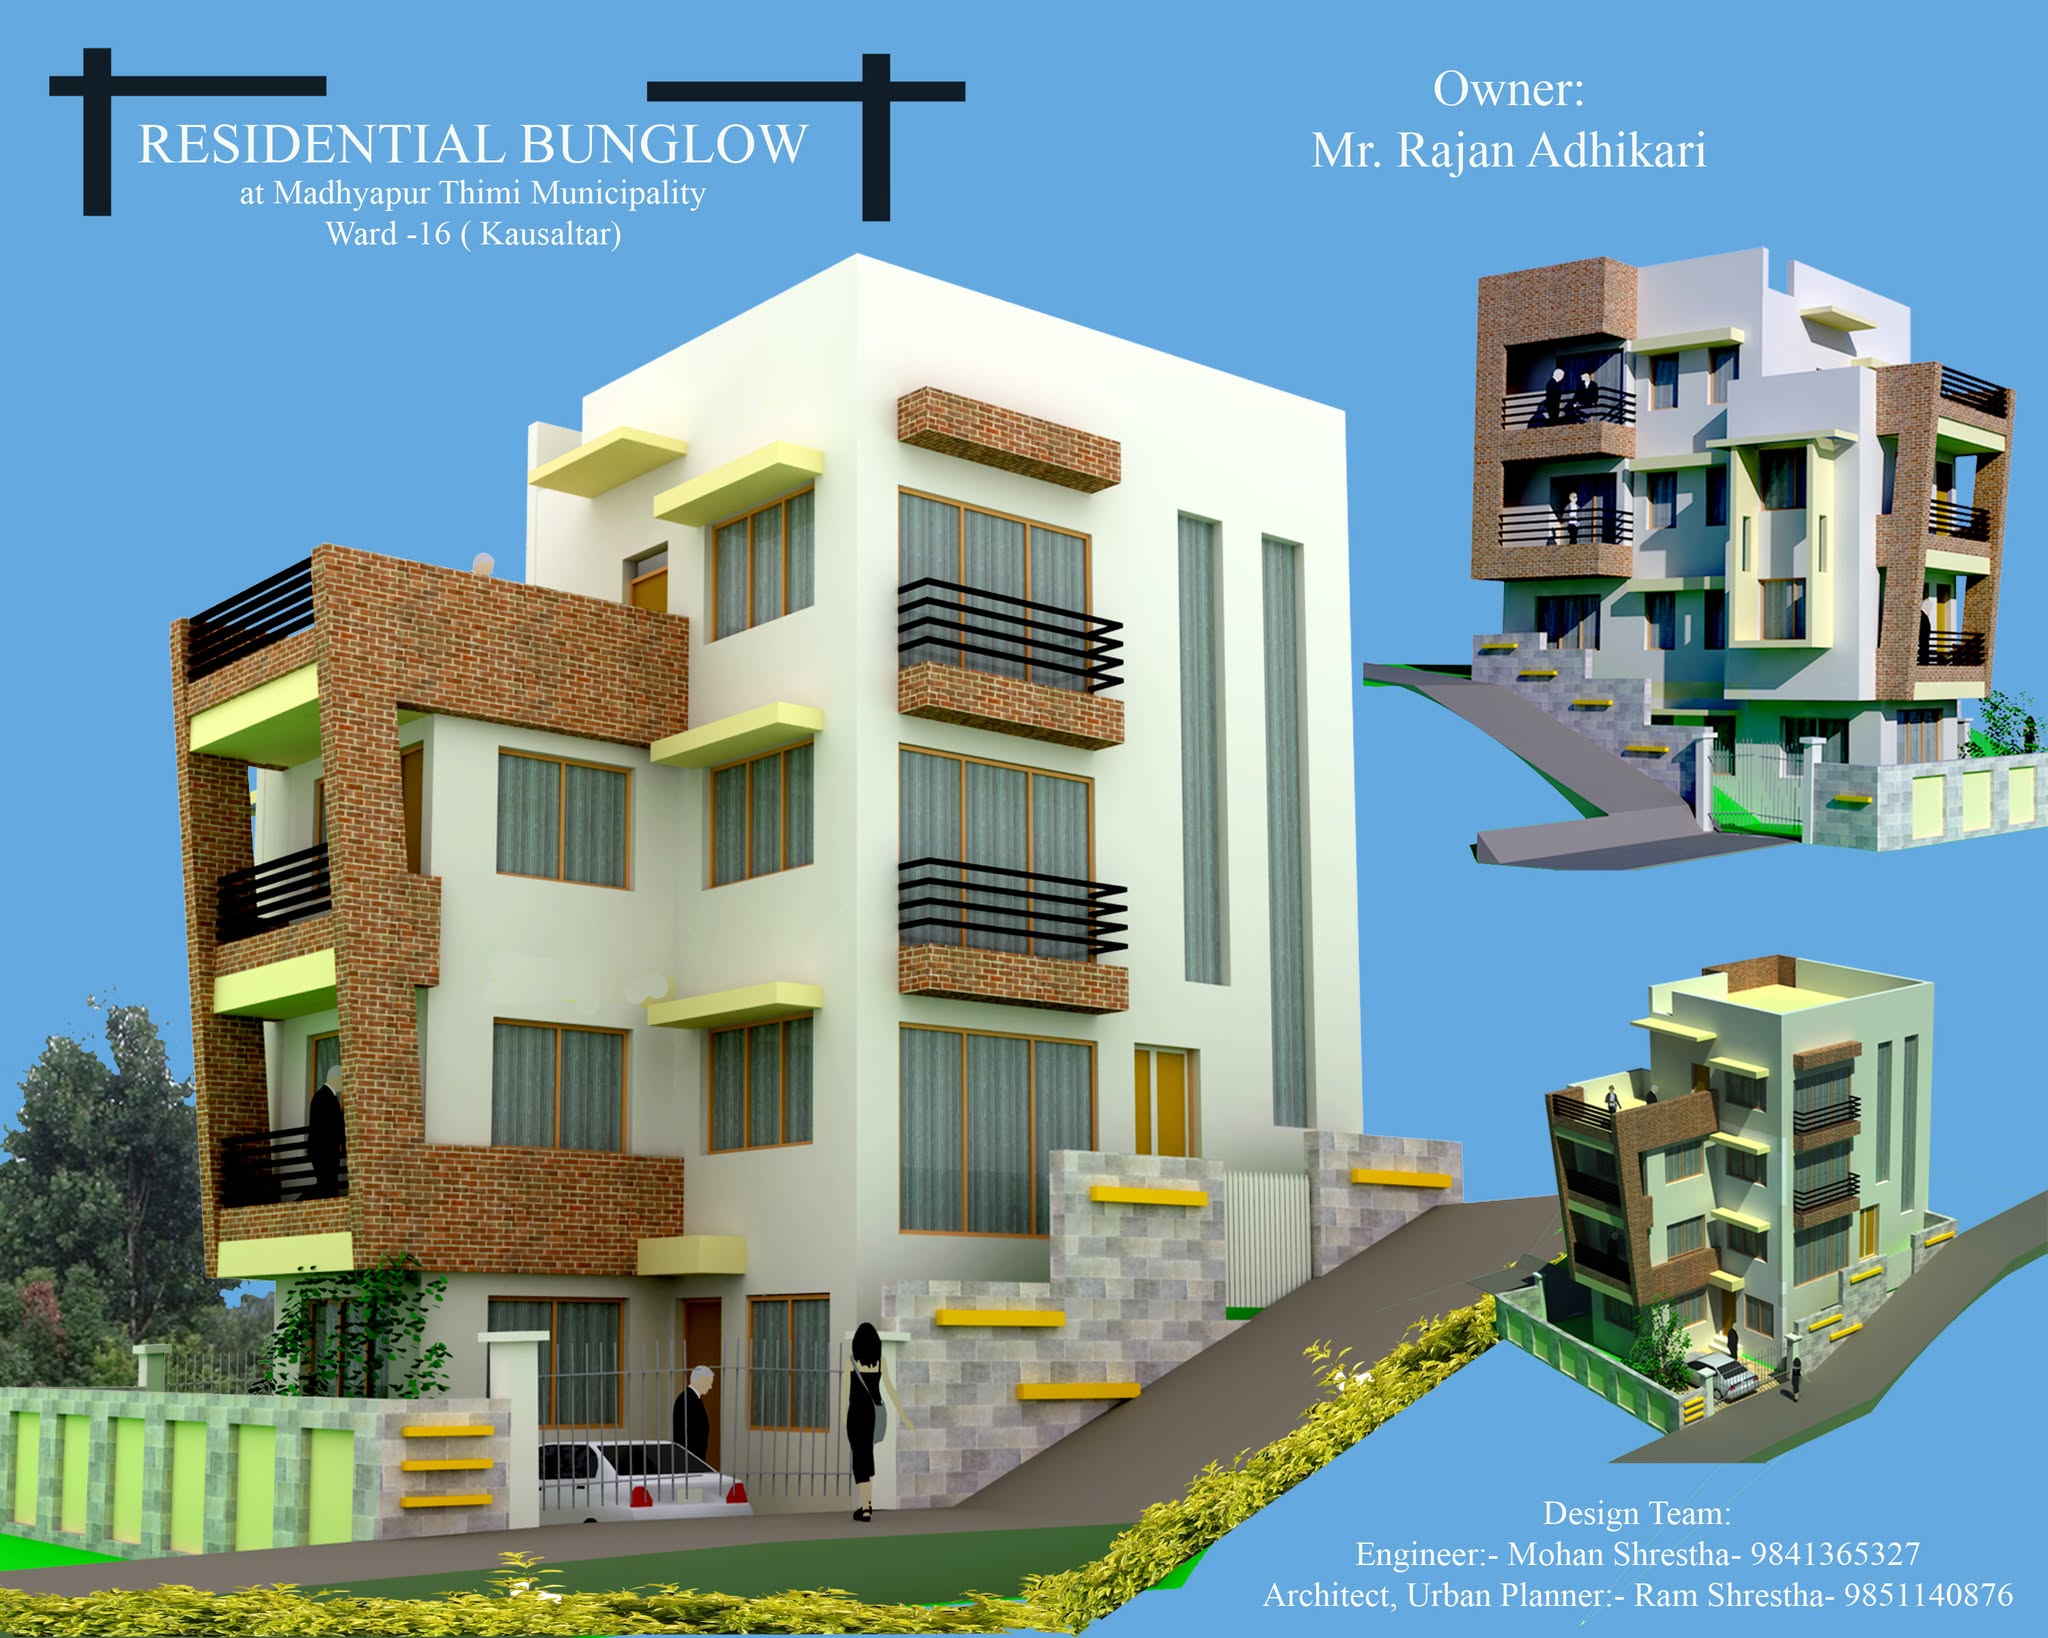 RESIDENTIAL BUNGLOW
at Madhyapur Thimi Municipality
Ward -16 ( Kausaltar)
Owner:
Mr. Rajan Adhikari
Design Team:
Engineer:- Mohan Shrestha- 9841365327
Architect, Urban Planner:- Ram Shrestha- 9851140876